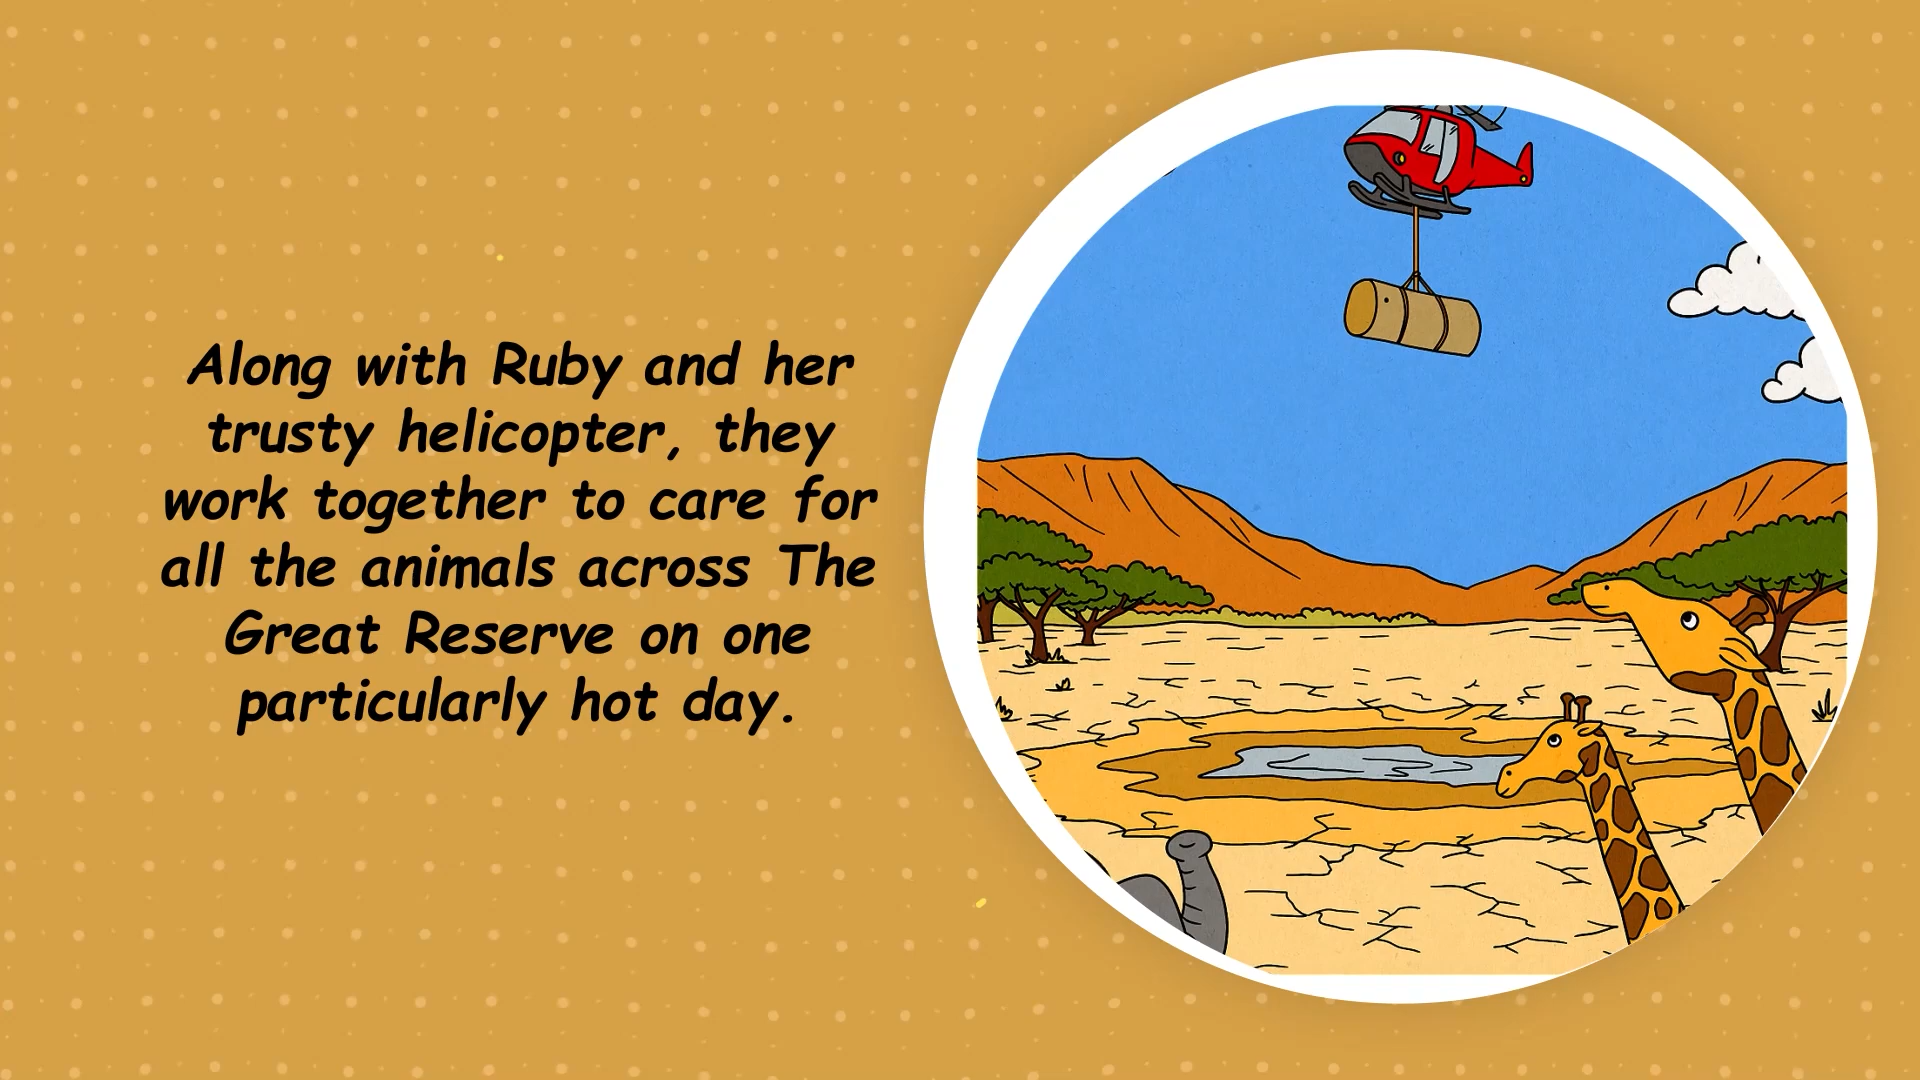 Along with Ruby and her
trusty helicopter, they
work together to care for
all the animals across The
Great Reserve on one
particularly hot day.